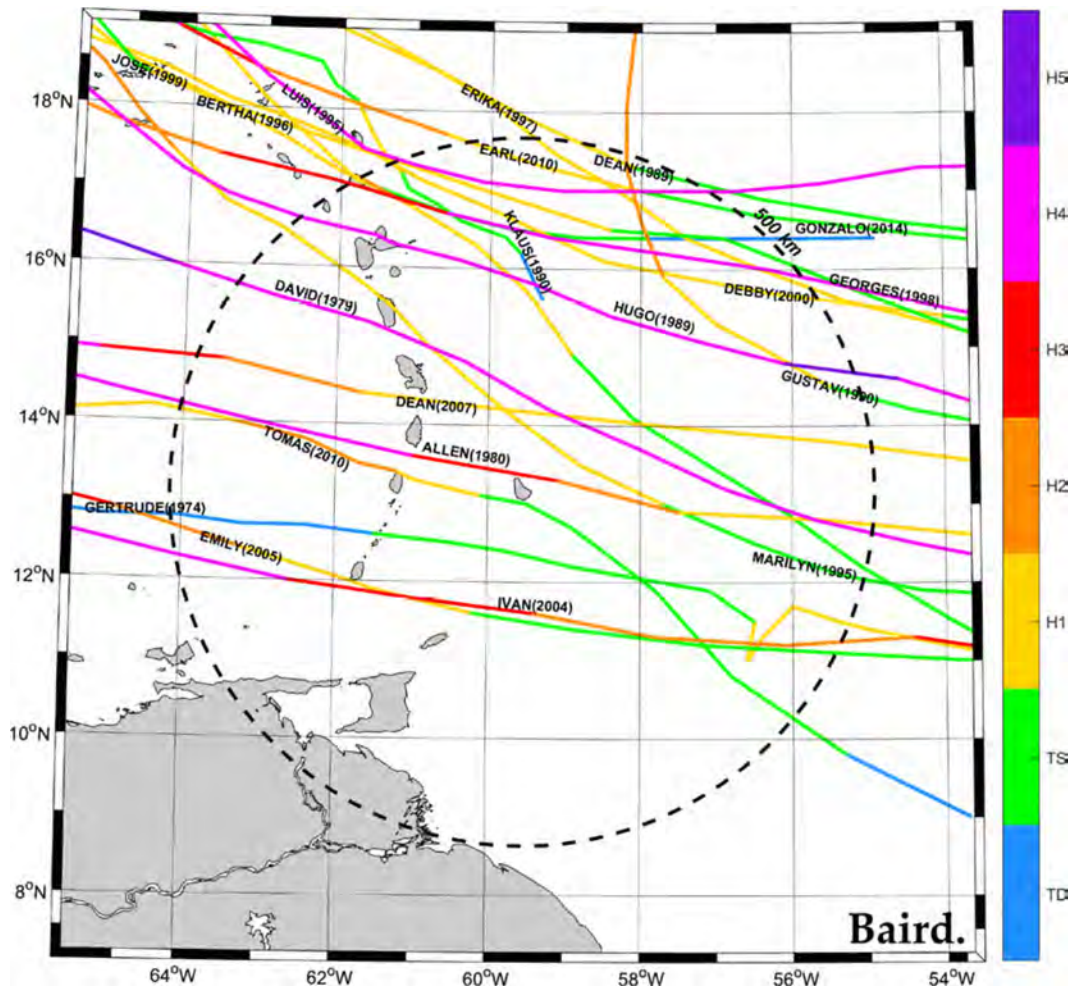 JOSE(1999)
LUIS(1995)
BERTHA(1996)
ERIKA(1997)
EARL(2010)
DEAN(1989)
500 km
GONZALO(2014)
KLAUS(1990)
GEORGES(1998)
DEBBY(2000)
DAVID(1979)
HUGO(1989)
GUSTAV(1990)
DEAN(2007)
TOMAS(2010)
ALLEN(1980)
GERTRUDE(1974)
EMILY(2005)
MARILYN(1995)
IVAN(2004)
18°N
16°N
14°N
12°N
10°N
8°N
64°W
62°W
60°W
58°W
56°W
54°W
Baird.
H5
H4
H3
H2
H1
TS
TD